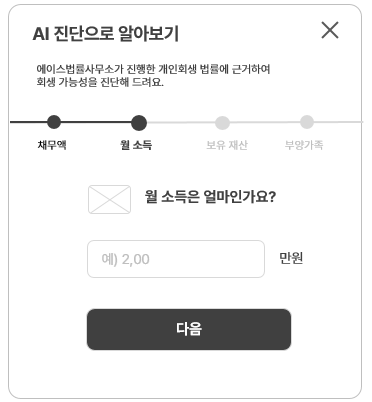 AI 진단으로 알아보기
에이스법률사무소가 진행한 개인회생 법률에 근거하여
회생 가능성을 진단해 드려요.
채무액
월 소득
보유 재산
부양가족
월 소득은 얼마인가요?
예) 2,00
만원
다음